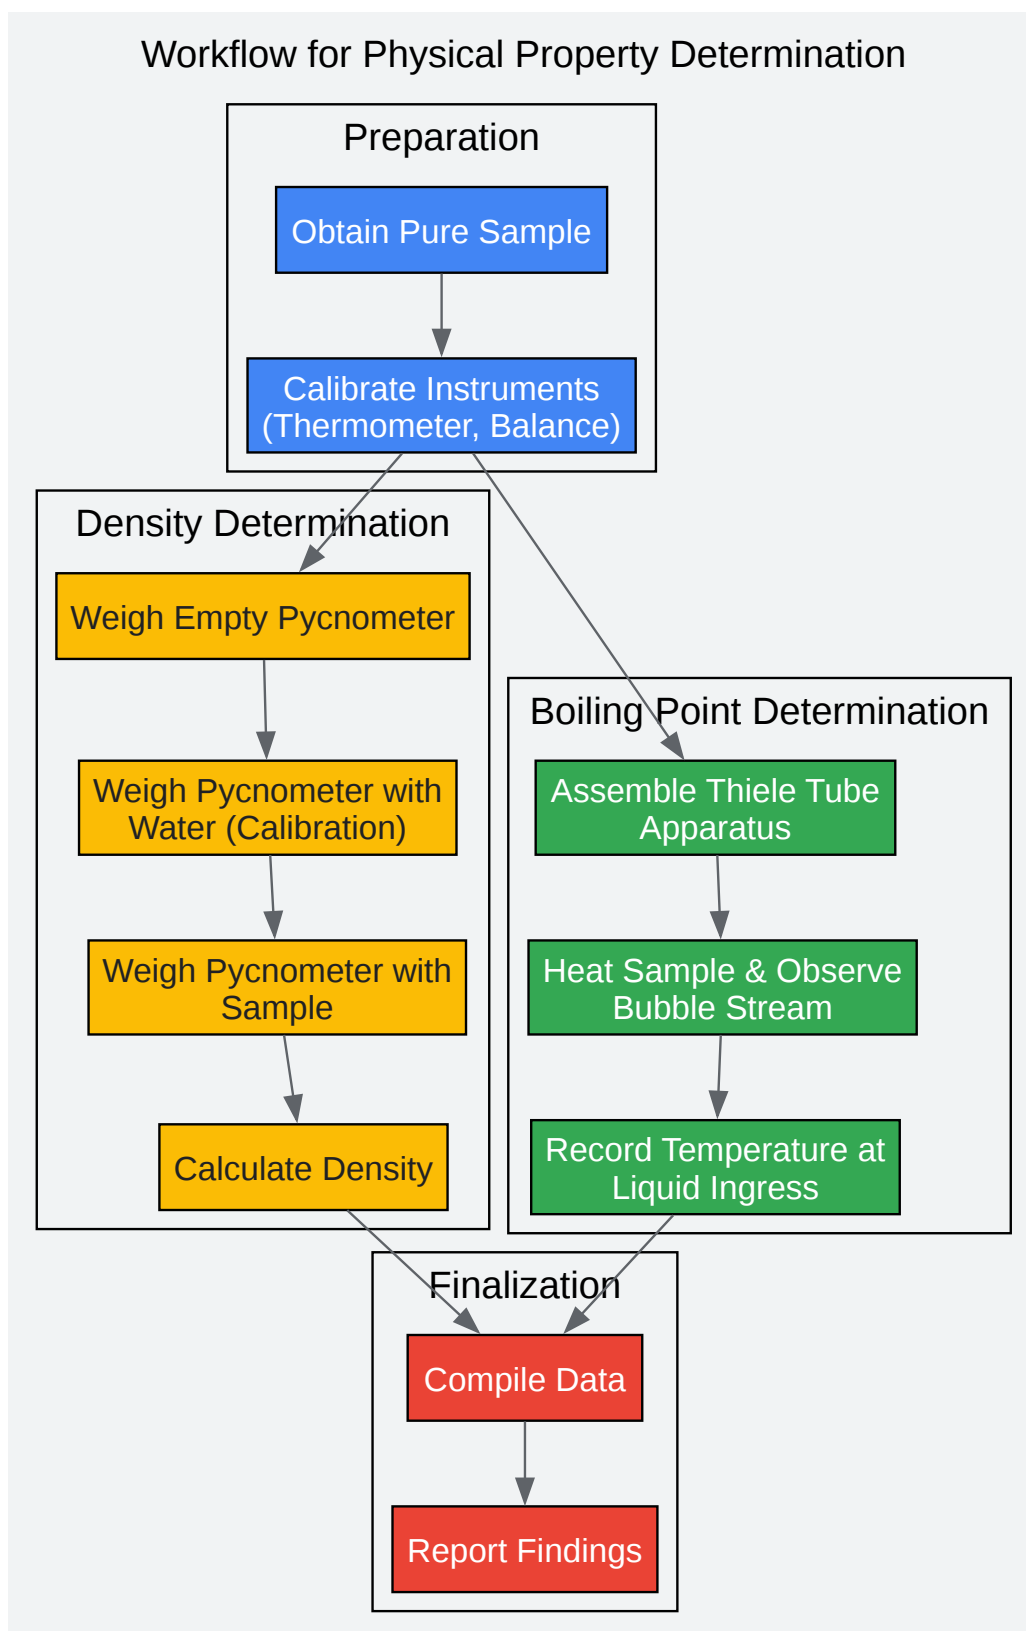 Workflow for Physical Property Determination
Preparation
Obtain Pure Sample
Calibrate Instruments
(Thermometer, Balance)
Density Determination
Weigh Empty Pycnometer
Weigh Pycnometer with
Water (Calibration)
Weigh Pycnometer with
Sample
Calculate Density
Boiling Point Determination
Assemble Thiele Tube
Apparatus
Heat Sample & Observe
Bubble Stream
Record Temperature at
Liquid Ingress
Finalization
Compile Data
Report Findings